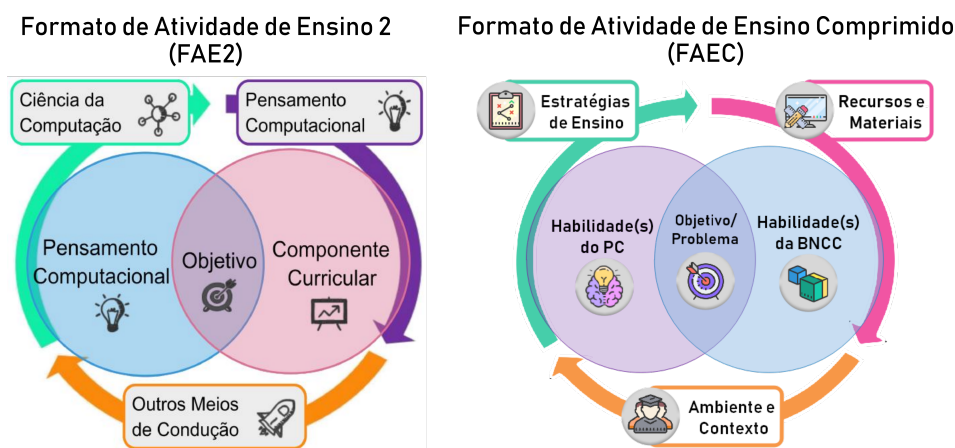 Formato de Atividade de Ensino 2
(FAE2)
Ciência da
Computação
Pensamento
Computacional
Pensamento
Computacional
Objetivo
Componente
Curricular
Outros Meios
de Condução
Formato de Atividade de Ensino Comprimido
(FAEC)
Estratégias
de Ensino
Recursos e
Materiais
Habilidade(s)
do PC
Objetivo/
Problema
Habilidade(s)
da BNCC
Ambiente e
Contexto